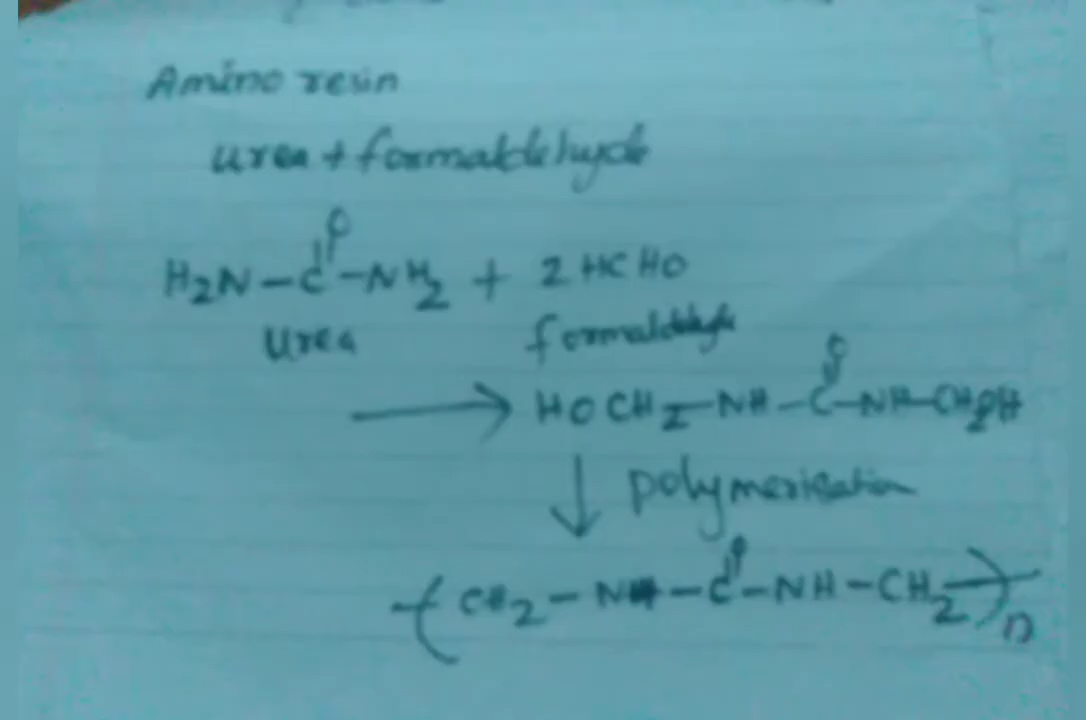 Amino resin
urea + formaldehyde
O
H2N-C-NH2 + 2 HCHO
urea formaldehyde
O
→ HOCH2-NH-C-NH-CH2OH
↓ polymerisation
O
(CH2-NH-C-NH-CH2)n